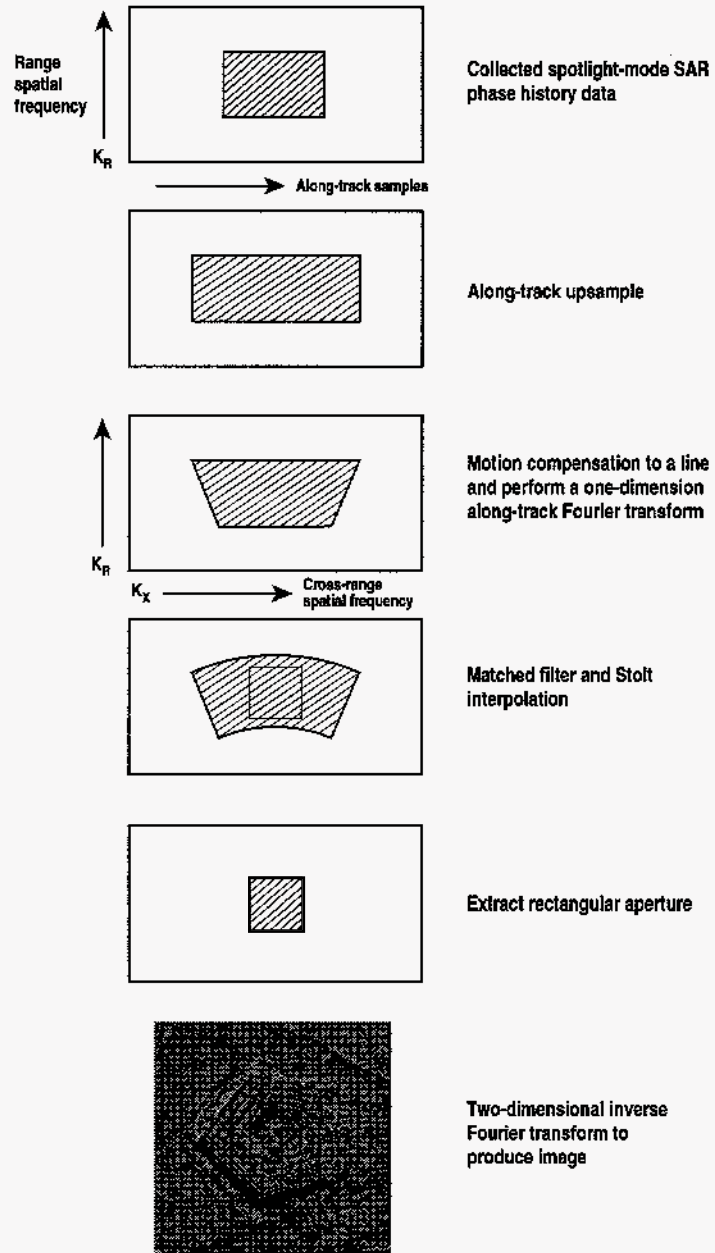 Range
spatial
frequency
K_R
Collected spotlight-mode SAR
phase history data
Along-track samples
Along-track upsample
Motion compensation to a line
and perform a one-dimension
along-track Fourier transform
K_R
K_X
Cross-range
spatial frequency
Matched filter and Stolt
interpolation
Extract rectangular aperture
Two-dimensional inverse
Fourier transform to
produce image